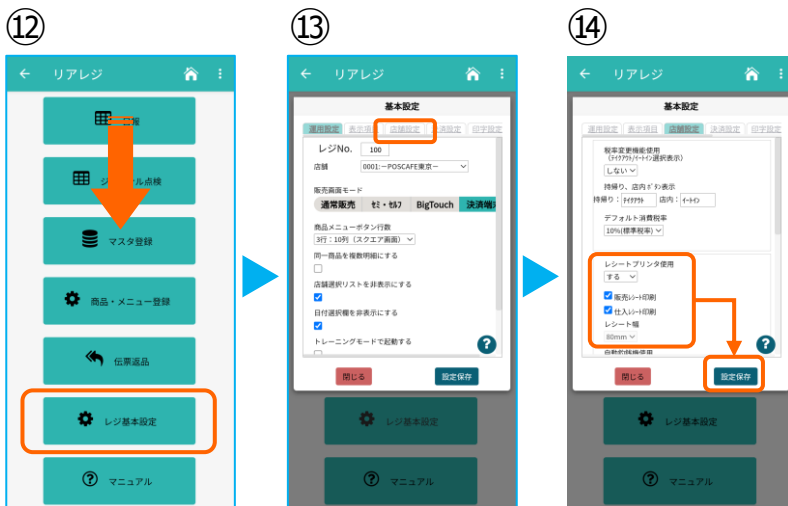 ⑫
⑬
⑭
リアレジ
ジ
ル点検
マスタ登録
商品・メニュー登録
伝票返品
レジ基本設定
マニュアル
リアレジ
基本設定
運用設定 表示項目 店舗設定 決済設定 印字設定
レジNo. 100
店舗 0001:ーPOSCAFE東京ー
販売画面モード
通常販売 ｾﾐ・ｾﾙﾌ BigTouch 決済端
商品メニューボタン行数
3行：10列（スクエア画面）
同一商品を複数明細にする
店舗選択リストを非表示にする
日付選択欄を非表示にする
トレーニングモードで起動する
?
閉じる 設定保存
レジ基本設定
マニュアル
リアレジ
基本設定
運用設定 表示項目 店舗設定 決済設定 印字設定
税率変更機能使用
(ﾃｲｸｱｳﾄ/ｲｰﾄｲﾝ選択表示)
しない
持帰り、店内ﾎﾞﾀﾝ表示
持帰り： ﾃｲｸｱｳﾄ 店内： ｲｰﾄｲﾝ
デフォルト消費税率
10%(標準税率)
レシートプリンタ使用
する
販売ﾚｼｰﾄ印刷
仕入ﾚｼｰﾄ印刷
レシート幅
80mm
自動釣銭機使用
?
閉じる 設定保存
レジ基本設定
マニュアル